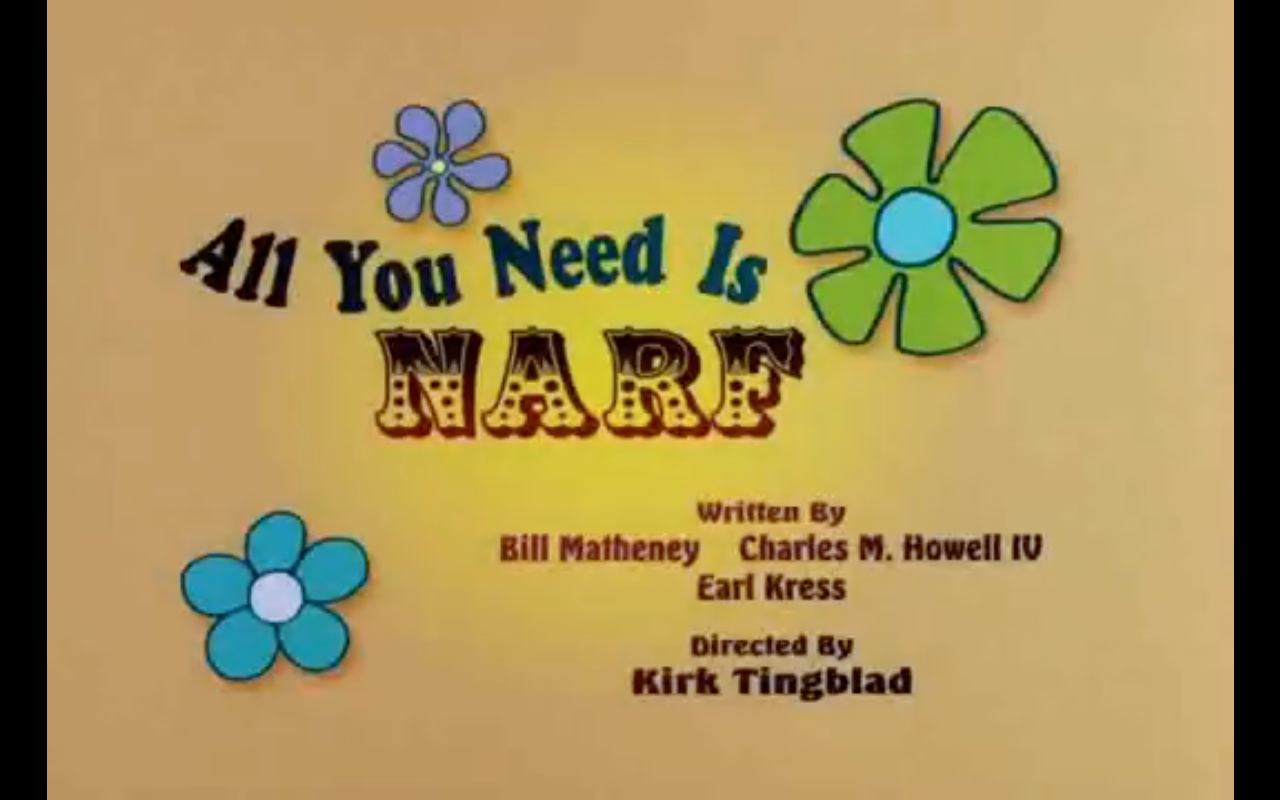 All You Need Is
NARF
Written By
Bill Matheney Charles M. Howell IV
Earl Kress
Directed By
Kirk Tingblad